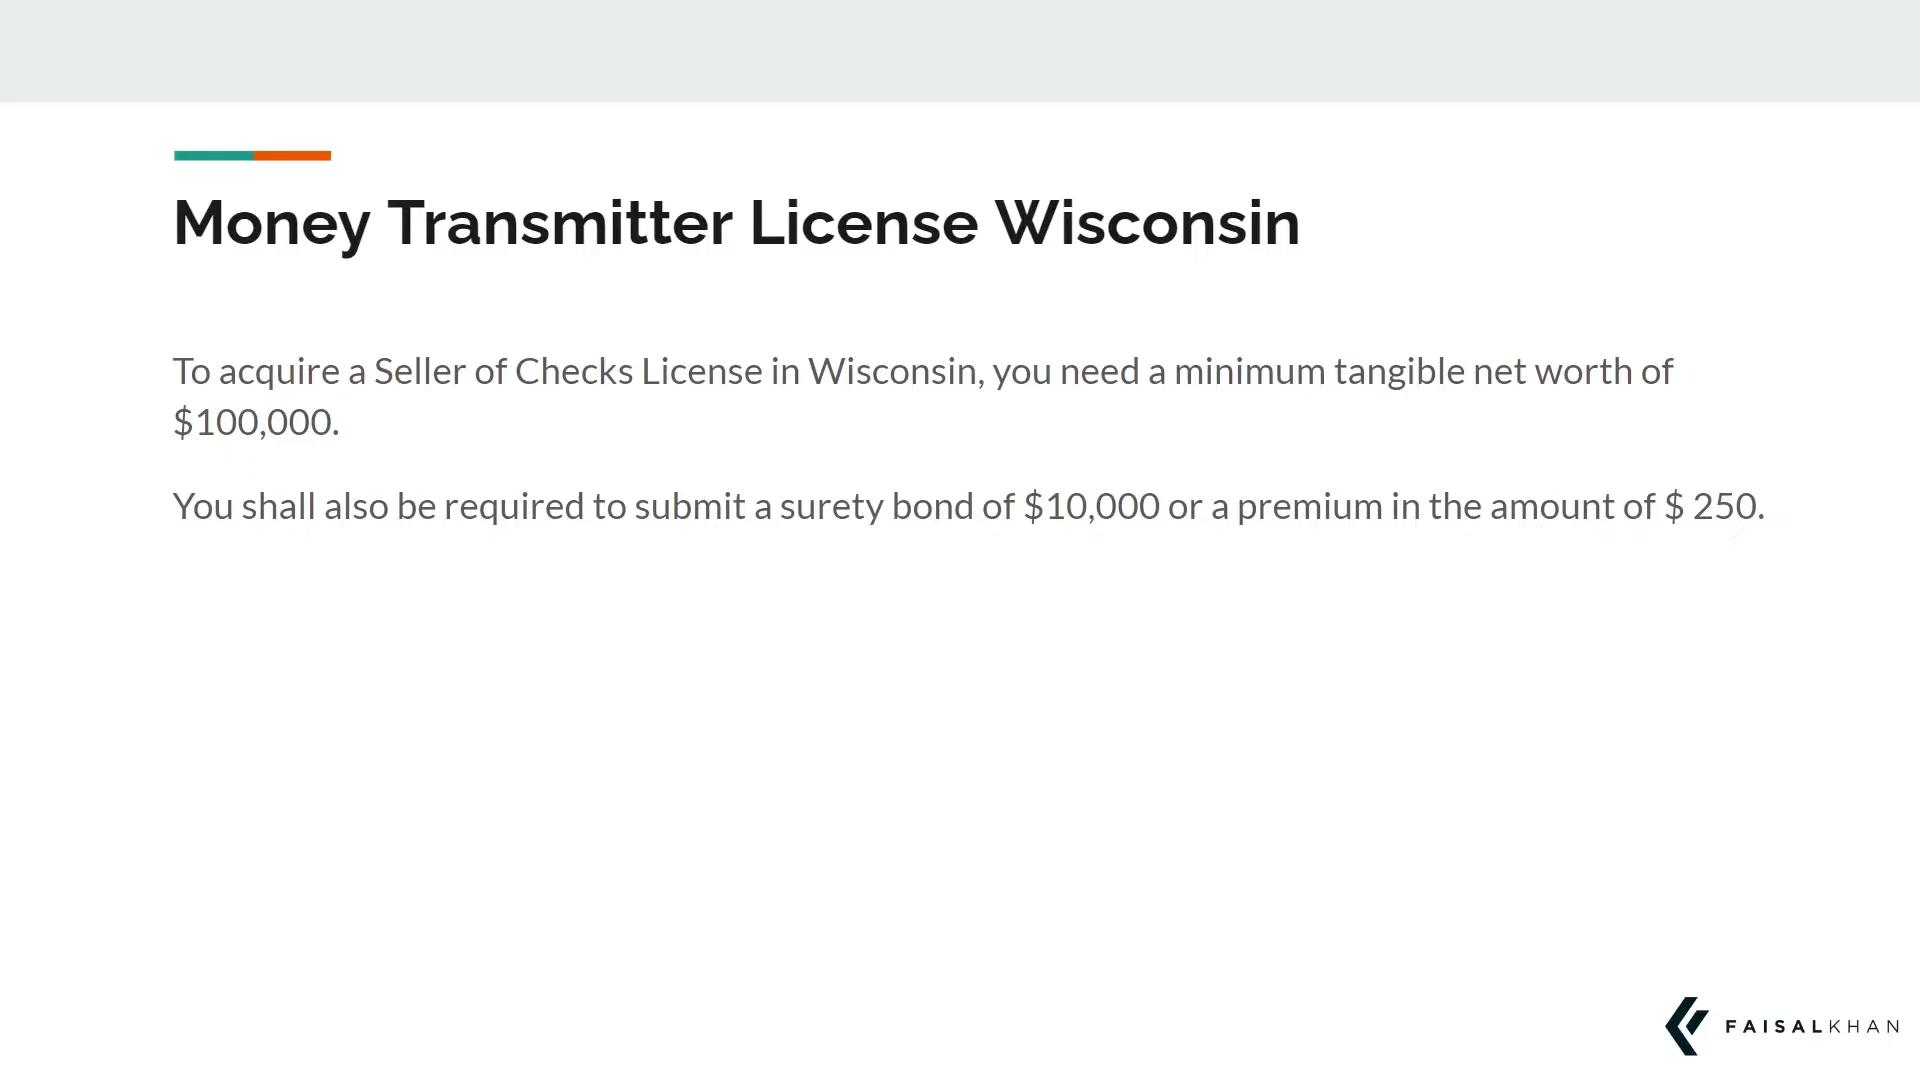 Money Transmitter License Wisconsin
To acquire a Seller of Checks License in Wisconsin, you need a minimum tangible net worth of
$100,000.
You shall also be required to submit a surety bond of $10,000 or a premium in the amount of $ 250.
FAISALKHAN